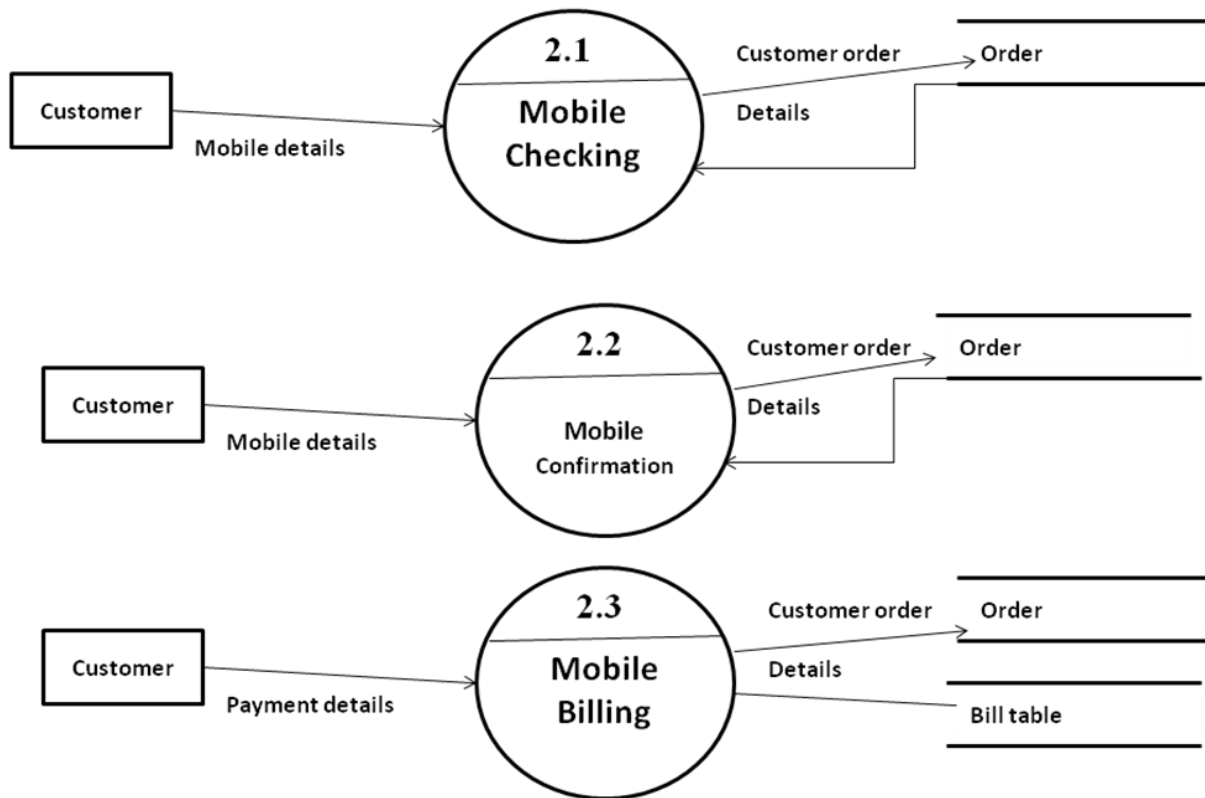 2.1
Customer order
Order
Customer
Mobile
Checking
Details
Mobile details
2.2
Customer order
Order
Customer
Mobile
Confirmation
Details
Mobile details
2.3
Customer order
Order
Customer
Mobile
Billing
Details
Payment details
Bill table